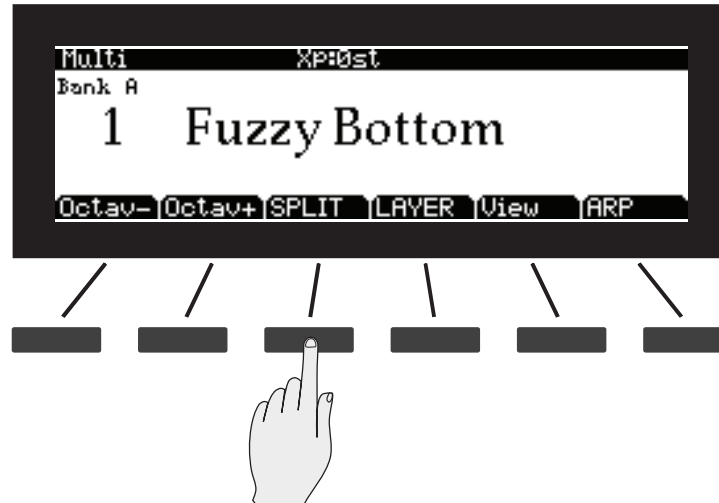 Multi Xp:0st
Bank A
1 Fuzzy Bottom
Octav- Octav+ SPLIT LAYER View ARP